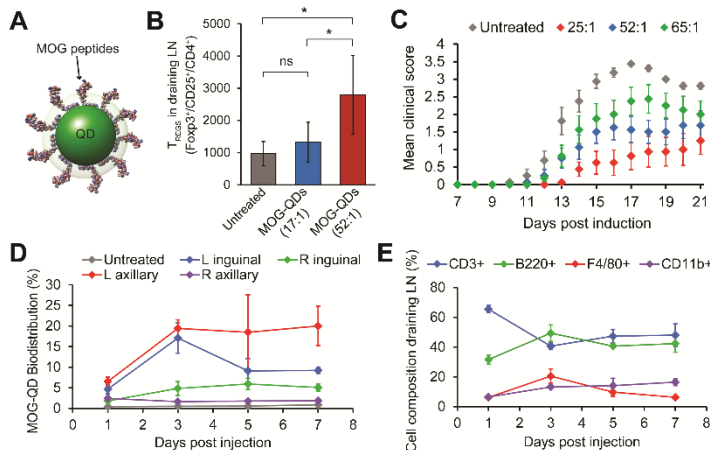 A
MOG peptides
QD
B
T_REGS in draining LN
(Foxp3+/CD25+/CD4+)
5000
4000
3000
2000
1000
0
*
ns
*
Untreated
MOG-QDs
(17:1)
MOG-QDs
(52:1)
C
Untreated 25:1 52:1 65:1
Mean clinical score
4
3.5
3
2.5
2
1.5
1
0.5
0
7 9 11 13 15 17 19 21
Days post induction
D
Untreated L inguinal R inguinal
L axillary R axillary
MOG-QD Biodistribution (%)
30
25
20
15
10
5
0
0 1 2 3 4 5 6 7 8
Days post injection
E
CD3+ B220+ F4/80+ CD11b+
Cell composition draining LN (%)
80
60
40
20
0
0 1 2 3 4 5 6 7 8
Days post injection